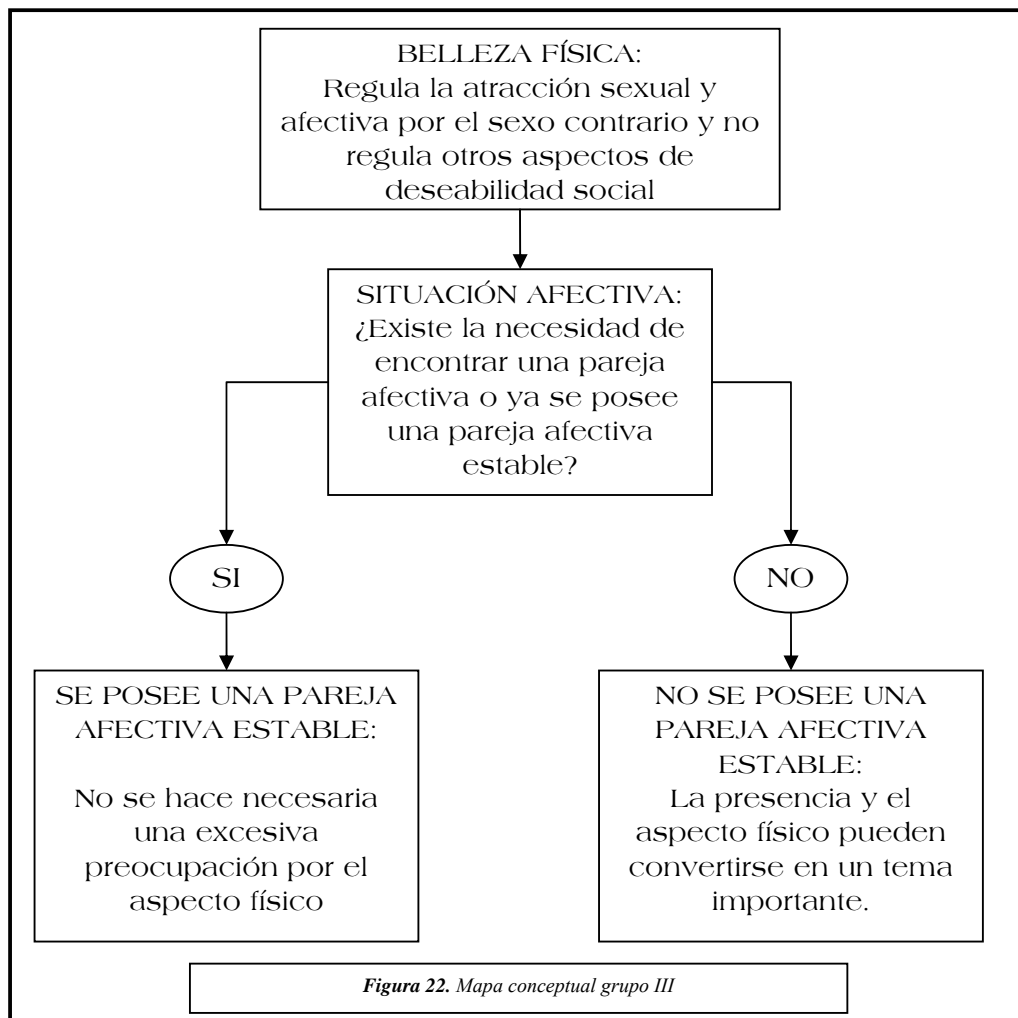 BELLEZA FÍSICA:
Regula la atracción sexual y
afectiva por el sexo contrario y no
regula otros aspectos de
deseabilidad social
SITUACIÓN AFECTIVA:
¿Existe la necesidad de
encontrar una pareja
afectiva o ya se posee
una pareja afectiva
estable?
SI
NO
SE POSEE UNA PAREJA
AFECTIVA ESTABLE:
No se hace necesaria
una excesiva
preocupación por el
aspecto físico
NO SE POSEE UNA
PAREJA AFECTIVA
ESTABLE:
La presencia y el
aspecto físico pueden
convertirse en un tema
importante.
Figura 22. Mapa conceptual grupo III